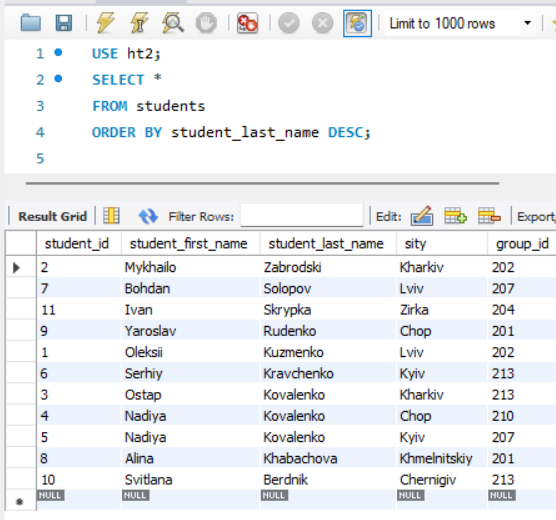 Limit to 1000 rows
1 USE ht2;
2 SELECT *
3 FROM students
4 ORDER BY student_last_name DESC;
5
Result Grid Filter Rows: Edit: Export
student_id student_first_name student_last_name sity group_id
2 Mykhailo Zabrodski Kharkiv 202
7 Bohdan Solopov Lviv 207
11 Ivan Skrypka Zirka 204
9 Yaroslav Rudenko Chop 201
1 Oleksii Kuzmenko Lviv 202
6 Serhiy Kravchenko Kyiv 213
3 Ostap Kovalenko Kharkiv 213
4 Nadiya Kovalenko Chop 210
5 Nadiya Kovalenko Kyiv 207
8 Alina Khabachova Khmelnitskiy 201
10 Svitlana Berdnik Chernigiv 213
NULL NULL NULL NULL NULL